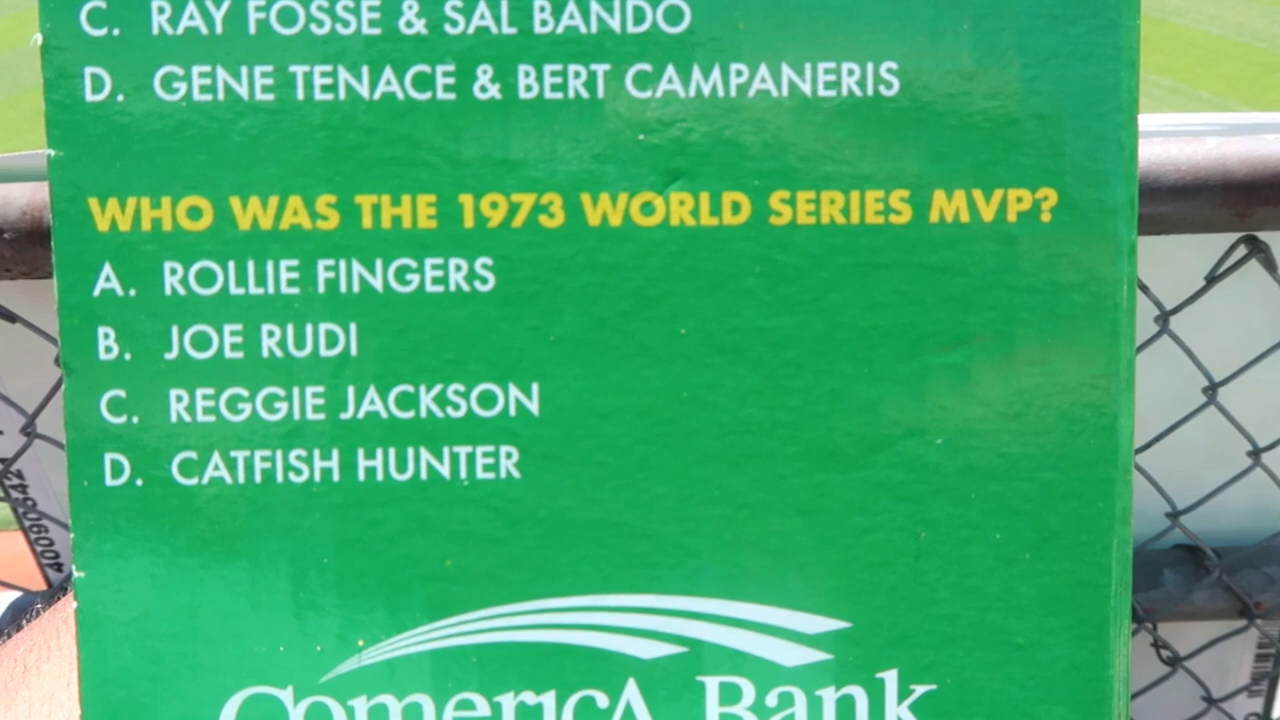 C. RAY FOSSE & SAL BANDO
D. GENE TENACE & BERT CAMPANERIS
WHO WAS THE 1973 WORLD SERIES MVP?
A. ROLLIE FINGERS
B. JOE RUDI
C. REGGIE JACKSON
D. CATFISH HUNTER
ComericA Bank